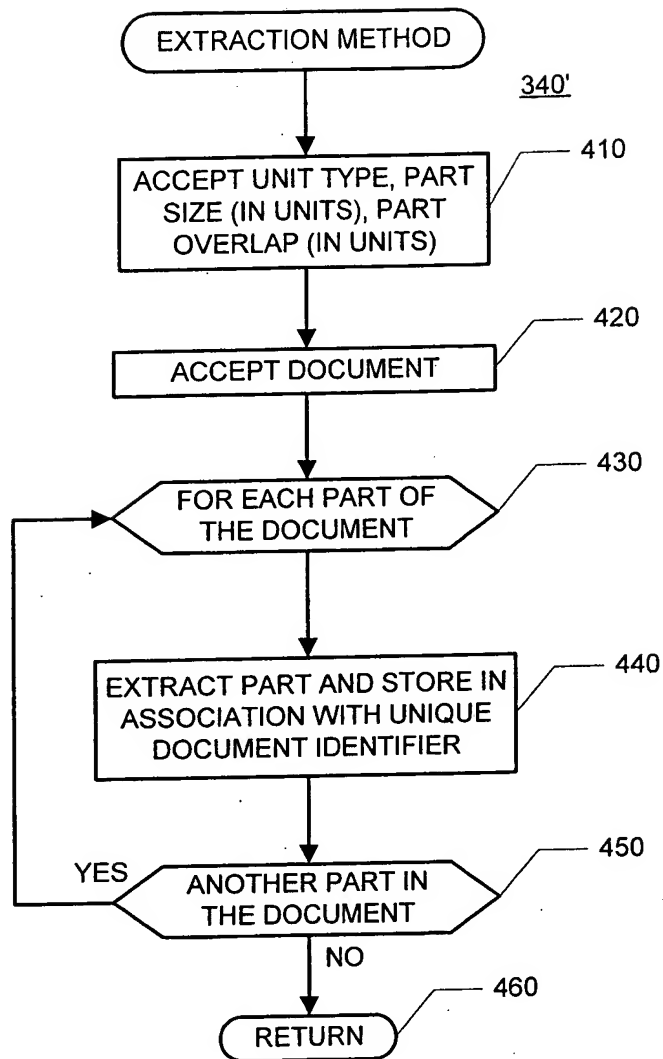 EXTRACTION METHOD
340'
410
ACCEPT UNIT TYPE, PART
SIZE (IN UNITS), PART
OVERLAP (IN UNITS)
420
ACCEPT DOCUMENT
430
FOR EACH PART OF
THE DOCUMENT
440
EXTRACT PART AND STORE IN
ASSOCIATION WITH UNIQUE
DOCUMENT IDENTIFIER
450
YES
ANOTHER PART IN
THE DOCUMENT
NO
460
RETURN